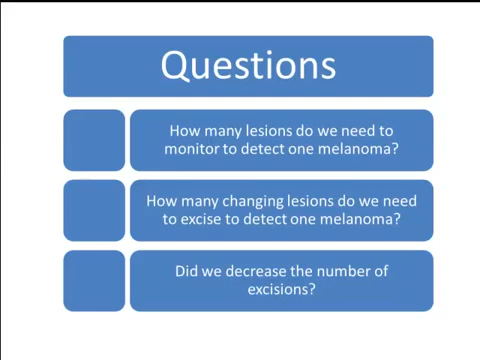 Questions
How many lesions do we need to
monitor to detect one melanoma?
How many changing lesions do we need
to excise to detect one melanoma?
Did we decrease the number of
excisions?